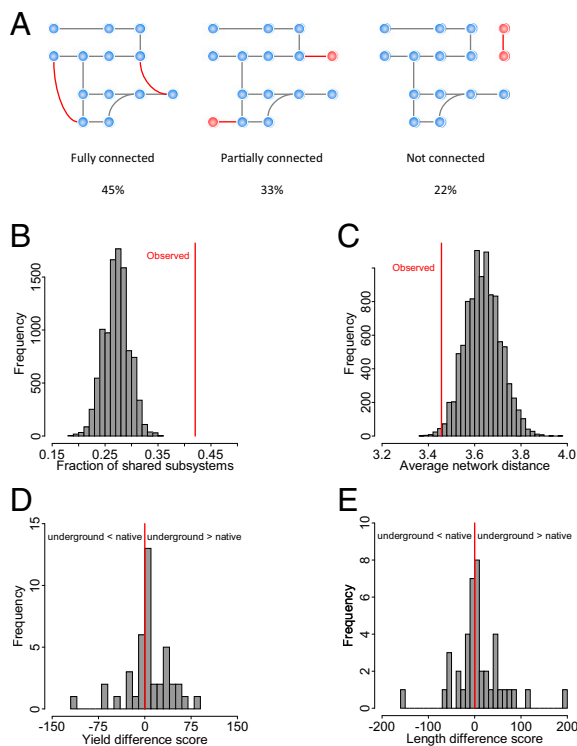 A
Fully connected
Partially connected
Not connected
45%
33%
22%
B
Observed
Frequency
0
500
1000
1500
0.15
0.25
0.35
0.45
Fraction of shared subsystems
C
Observed
Frequency
0
200
400
600
800
3.4
3.6
3.8
4.0
Average network distance
D
underground < native
underground > native
Frequency
0
5
10
15
-150
-75
0
75
150
Yield difference score
E
underground < native
underground > native
Frequency
0
2
4
6
8
10
-200
-100
0
100
200
Length difference score